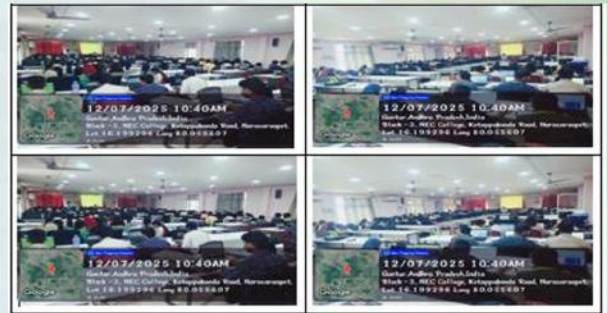 12/07/2025 10:40AM
Guntur, Andhra Pradesh, India
Block -3, NEC College, Kotappakonda Road, Narasaraopet,
Lat 16.199296 Long 80.055607
Google
12/07/2025 10:40AM
Guntur, Andhra Pradesh, India
Block -3, NEC College, Kotappakonda Road, Narasaraopet,
Lat 16.199296 Long 80.055607
Google
12/07/2025 10:40AM
Guntur, Andhra Pradesh, India
Block -3, NEC College, Kotappakonda Road, Narasaraopet,
Lat 16.199296 Long 80.055607
Google
12/07/2025 10:40AM
Guntur, Andhra Pradesh, India
Block -3, NEC College, Kotappakonda Road, Narasaraopet,
Lat 16.199296 Long 80.055607
Google